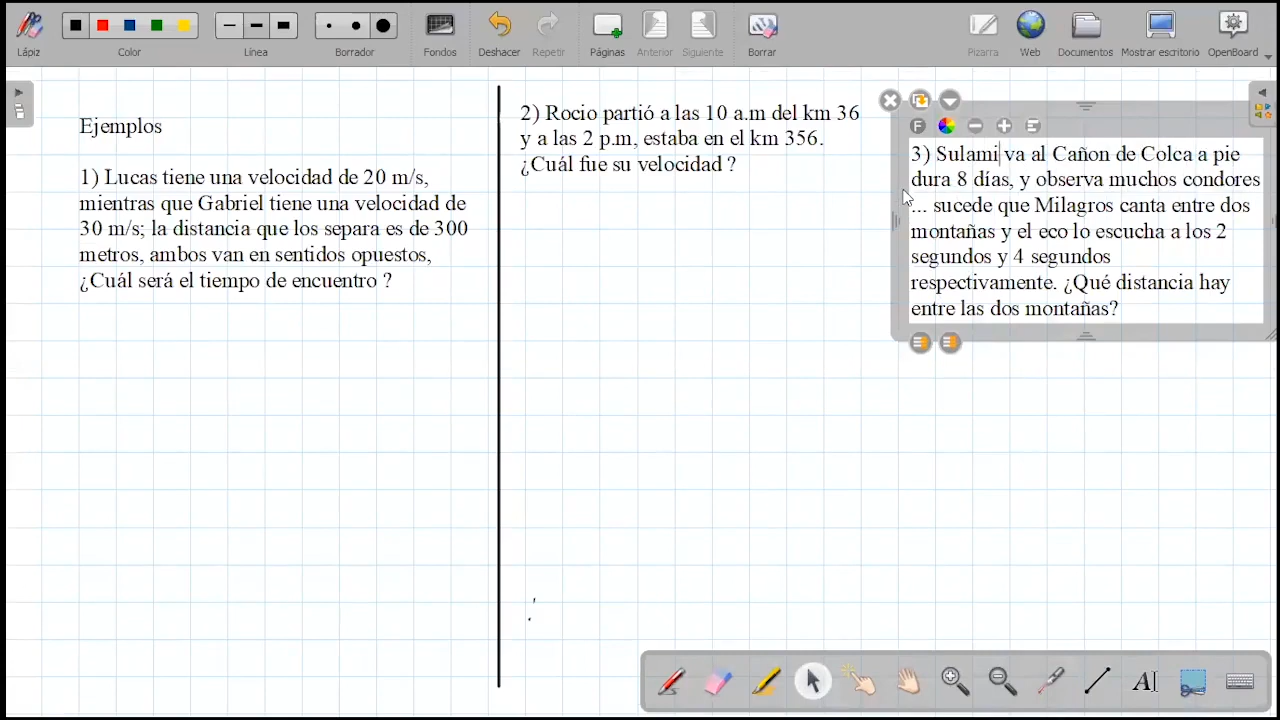 Lápiz
Color
Línea
Borrador
Fondos
Deshacer
Repetir
Páginas
Anterior
Siguiente
Borrar
Pizarra
Web
Documentos
Mostrar escritorio
OpenBoard
Ejemplos
1) Lucas tiene una velocidad de 20 m/s,
mientras que Gabriel tiene una velocidad de
30 m/s; la distancia que los separa es de 300
metros, ambos van en sentidos opuestos,
¿Cuál será el tiempo de encuentro ?
2) Rocio partió a las 10 a.m del km 36
y a las 2 p.m, estaba en el km 356.
¿Cuál fue su velocidad ?
F
3) Sulami va al Cañon de Colca a pie
dura 8 días, y observa muchos condores
... sucede que Milagros canta entre dos
montañas y el eco lo escucha a los 2
segundos y 4 segundos
respectivamente. ¿Qué distancia hay
entre las dos montañas?
A